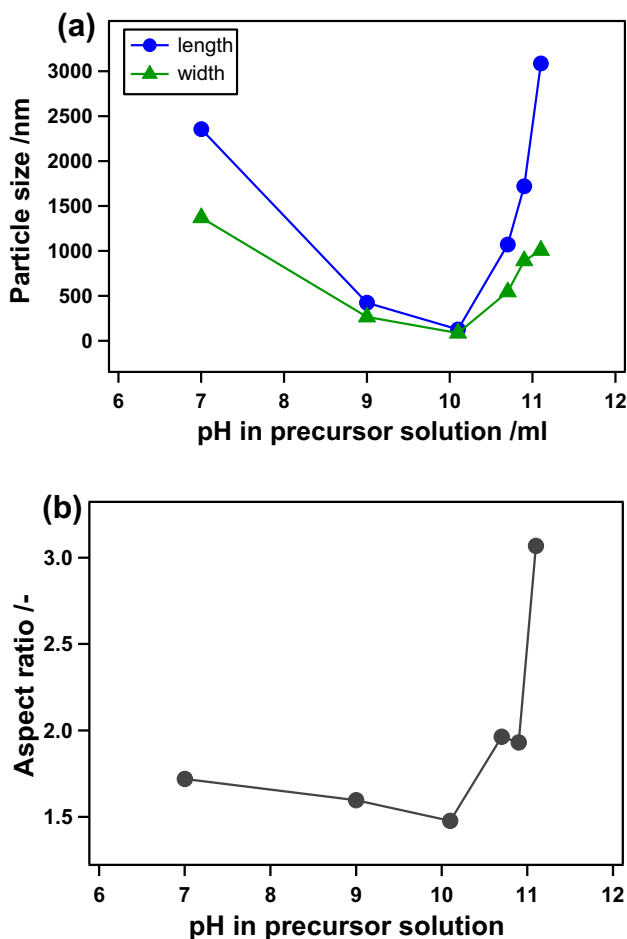 (a)
length
width
3000
2500
2000
1500
1000
500
0
Particle size /nm
6 7 8 9 10 11 12
pH in precursor solution /ml
(b)
3.0
2.5
2.0
1.5
Aspect ratio /-
6 7 8 9 10 11 12
pH in precursor solution